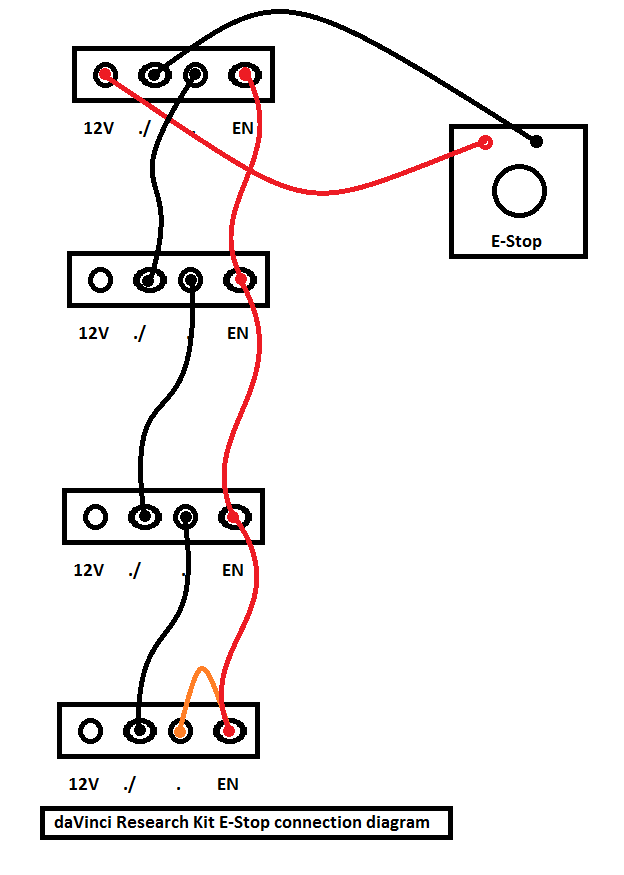 12V ./ . EN
E-Stop
12V ./ EN
12V ./ . EN
12V ./ . EN
daVinci Research Kit E-Stop connection diagram